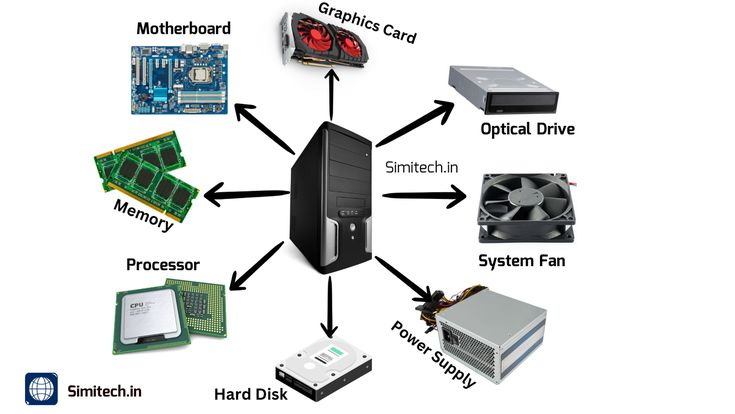 Graphics Card
Motherboard
Optical Drive
Simitech.in
Memory
System Fan
Processor
CPU
Power Supply
Hard Disk
Simitech.in